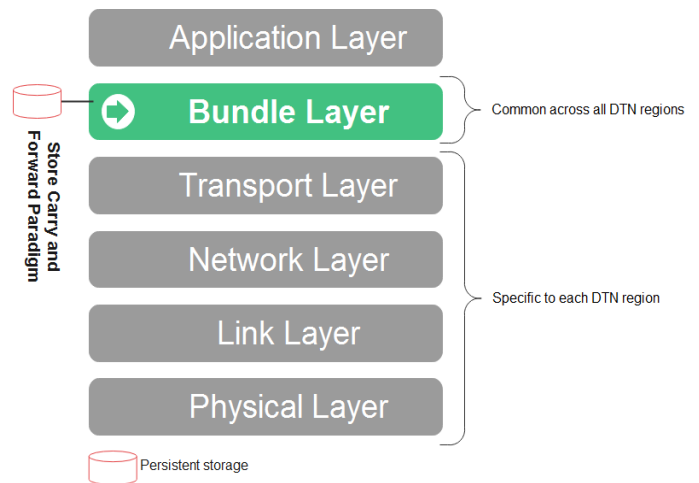 Application Layer
Bundle Layer
Common across all DTN regions
Store Carry and
Forward Paradigm
Transport Layer
Network Layer
Specific to each DTN region
Link Layer
Physical Layer
Persistent storage